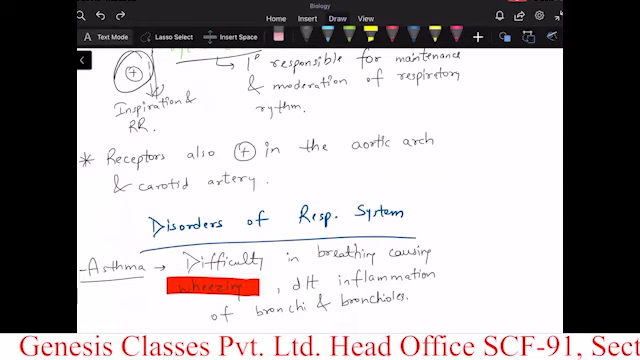 Biology
Home Insert Draw View
Text Mode Lasso Select Insert Space
→ 1° responsible for maintenance
& moderation of respiratory
rythm.
+
Inspiration &
RR.
* Receptors also + in the aortic arch
& carotid artery.
Disorders of Resp. System
-Asthma → Difficulty in breathing causing
wheezing, dH inflammation
of bronchi & bronchioles.
Genesis Classes Pvt. Ltd. Head Office SCF-91, Sect